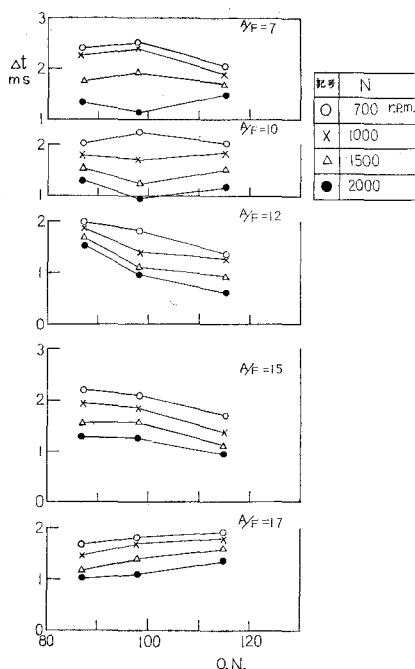 3
A/F=7
Δt
ms
2
1
記号 N
○ 700 r.p.m.
× 1000
△ 1500
● 2000
A/F=10
2
1
A/F=12
2
1
0
3
A/F=15
2
1
0
A/F=17
2
1
0
80 100 120
O.N.